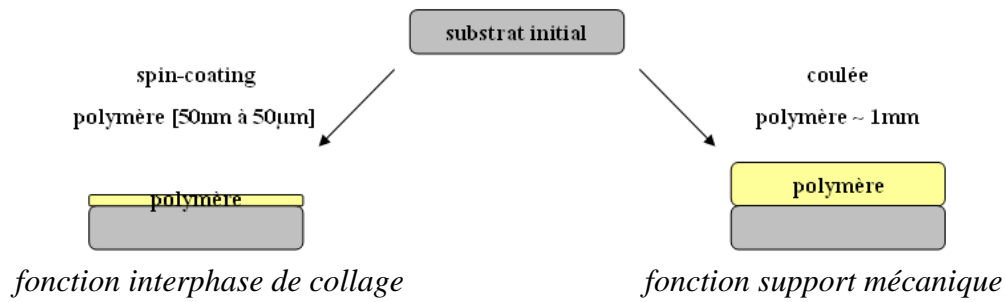 substrat initial
spin-coating
polymère [50nm à 50µm]
polymère
fonction interphase de collage
coulée
polymère ~ 1mm
polymère
fonction support mécanique